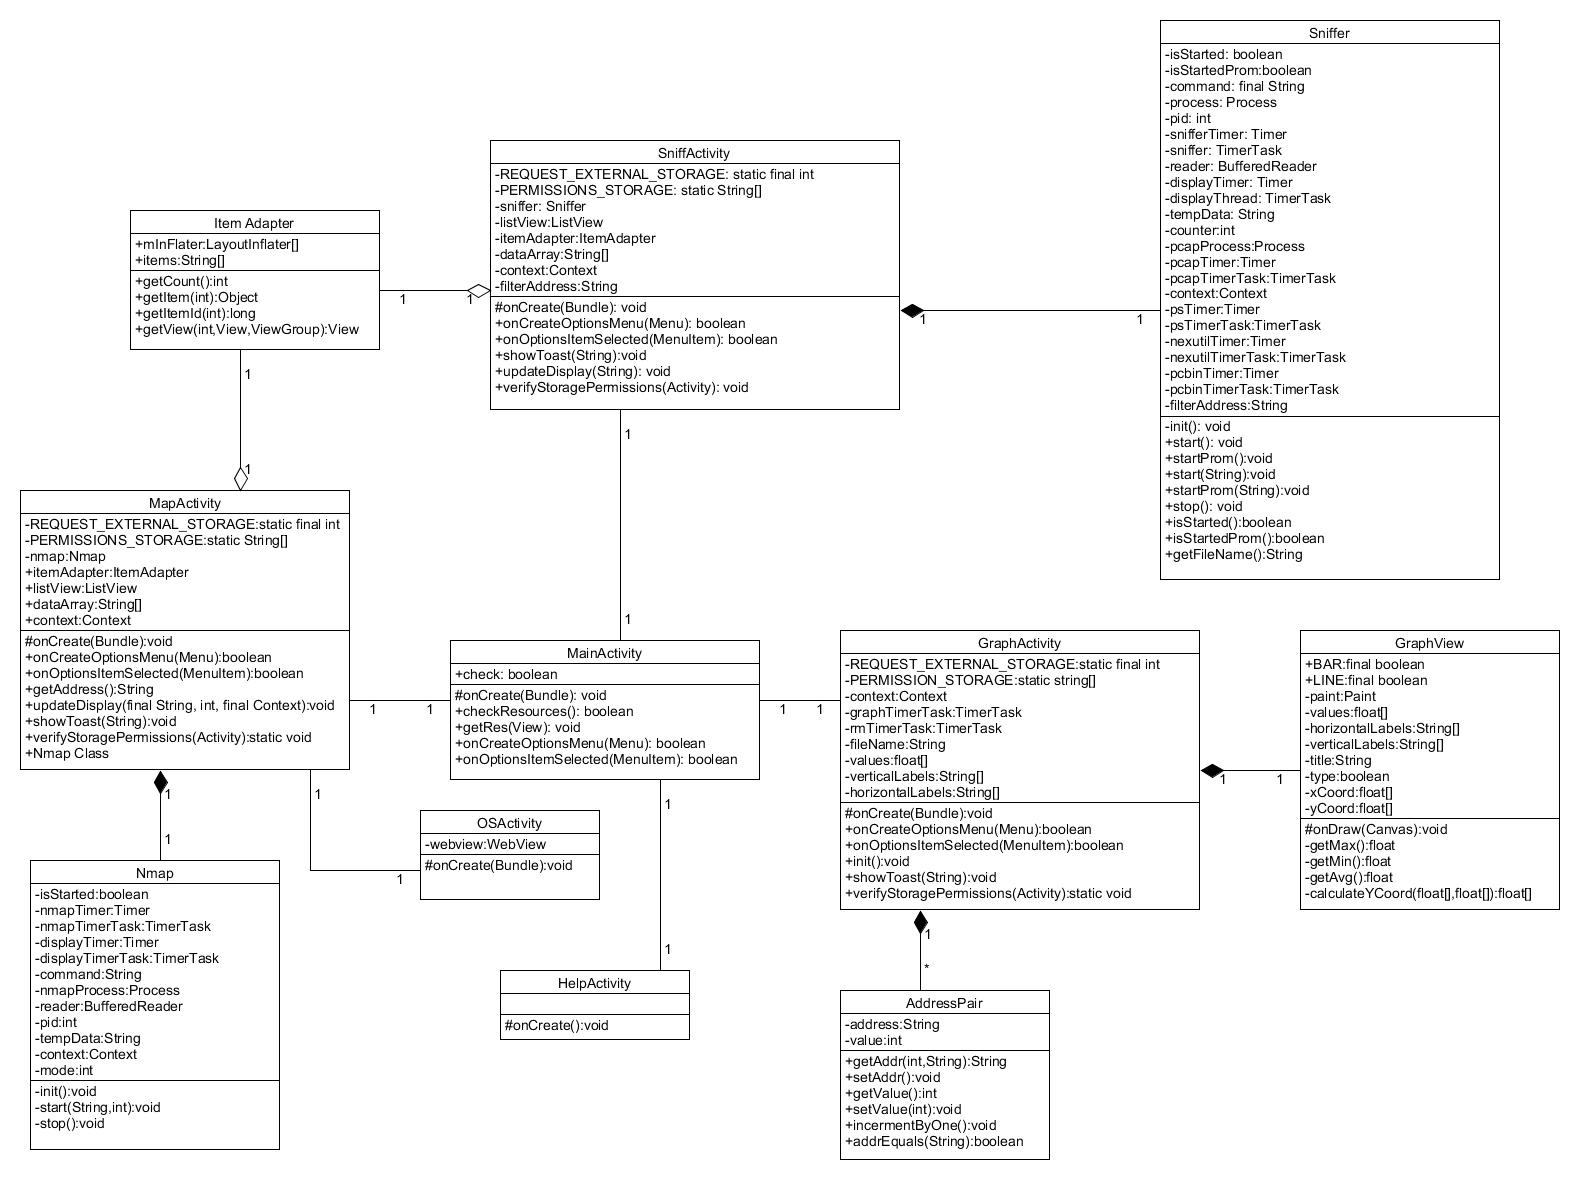 Sniffer
-isStarted: boolean
-isStartedProm:boolean
-command: final String
-process: Process
-pid: int
-snifferTimer: Timer
-sniffer: TimerTask
-reader: BufferedReader
-displayTimer: Timer
-displayThread: TimerTask
-tempData: String
-counter:int
-pcapProcess:Process
-pcapTimer:Timer
-pcapTimerTask:TimerTask
-context:Context
-psTimer:Timer
-psTimerTask:TimerTask
-nexutilTimer:Timer
-nexutilTimerTask:TimerTask
-pcbinTimer:Timer
-pcbinTimerTask:TimerTask
-filterAddress:String
-init(): void
+start(): void
+startProm():void
+start(String):void
+startProm(String):void
+stop(): void
+isStarted():boolean
+isStartedProm():boolean
+getFileName():String
SniffActivity
-REQUEST_EXTERNAL_STORAGE: static final int
-PERMISSIONS_STORAGE: static String[]
-sniffer: Sniffer
-listView:ListView
-itemAdapter:ItemAdapter
-dataArray:String[]
-context:Context
-filterAddress:String
#onCreate(Bundle): void
+onCreateOptionsMenu(Menu): boolean
+onOptionsItemSelected(MenuItem): boolean
+showToast(String):void
+updateDisplay(String): void
+verifyStoragePermissions(Activity): void
1
1
Item Adapter
+mInFlater:LayoutInflater[]
+items:String[]
+getCount():int
+getItem(int):Object
+getItemId(int):long
+getView(int,View,ViewGroup):View
1
1
1
1
1
1
MapActivity
-REQUEST_EXTERNAL_STORAGE:static final int
-PERMISSIONS_STORAGE:static String[]
-nmap:Nmap
+itemAdapter:ItemAdapter
+listView:ListView
+dataArray:String[]
+context:Context
#onCreate(Bundle):void
+onCreateOptionsMenu(Menu):boolean
+onOptionsItemSelected(MenuItem):boolean
+getAddress():String
+updateDisplay(final String, int, final Context):void
+showToast(String):void
+verifyStoragePermissions(Activity):static void
+Nmap Class
1
1
MainActivity
+check: boolean
#onCreate(Bundle): void
+checkResources(): boolean
+getRes(View): void
+onCreateOptionsMenu(Menu): boolean
+onOptionsItemSelected(MenuItem): boolean
1
1
GraphActivity
-REQUEST_EXTERNAL_STORAGE:static final int
-PERMISSION_STORAGE:static string[]
-context:Context
-graphTimerTask:TimerTask
-rmTimerTask:TimerTask
-fileName:String
-values:float[]
-verticalLabels:String[]
-horizontalLabels:String[]
#onCreate(Bundle):void
+onCreateOptionsMenu(Menu):boolean
+onOptionsItemSelected(MenuItem):boolean
+init():void
+showToast(String):void
+verifyStoragePermissions(Activity):static void
1
1
GraphView
+BAR:final boolean
+LINE:final boolean
-paint:Paint
-values:float[]
-horizontalLabels:String[]
-verticalLabels:String[]
-title:String
-type:boolean
-xCoord:float[]
-yCoord:float[]
#onDraw(Canvas):void
-getMax():float
-getMin():float
-getAvg():float
-calculateYCoord(float[],float[]):float[]
1
1
1
1
OSActivity
-webview:WebView
#onCreate(Bundle):void
1
1
Nmap
-isStarted:boolean
-nmapTimer:Timer
-nmapTimerTask:TimerTask
-displayTimer:Timer
-displayTimerTask:TimerTask
-command:String
-nmapProcess:Process
-reader:BufferedReader
-pid:int
-tempData:String
-context:Context
-mode:int
-init():void
-start(String,int):void
-stop():void
HelpActivity
#onCreate():void
1
*
AddressPair
-address:String
-value:int
+getAddr(int,String):String
+setAddr():void
+getValue():int
+setValue(int):void
+incermentByOne():void
+addrEquals(String):boolean